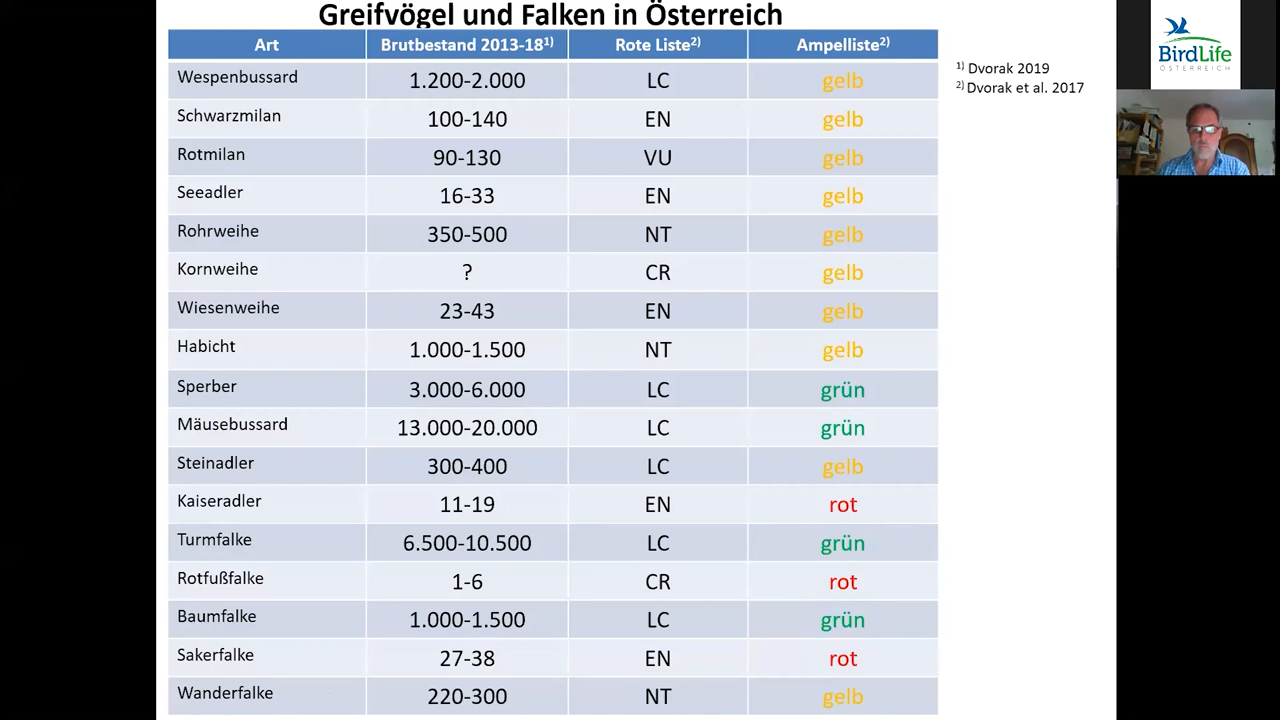 Greifvögel und Falken in Österreich
Art Brutbestand 2013-18¹⁾ Rote Liste²⁾ Ampelliste²⁾
Wespenbussard 1.200-2.000 LC gelb
Schwarzmilan 100-140 EN gelb
Rotmilan 90-130 VU gelb
Seeadler 16-33 EN gelb
Rohrweihe 350-500 NT gelb
Kornweihe ? CR gelb
Wiesenweihe 23-43 EN gelb
Habicht 1.000-1.500 NT gelb
Sperber 3.000-6.000 LC grün
Mäusebussard 13.000-20.000 LC grün
Steinadler 300-400 LC gelb
Kaiseradler 11-19 EN rot
Turmfalke 6.500-10.500 LC grün
Rotfußfalke 1-6 CR rot
Baumfalke 1.000-1.500 LC grün
Sakerfalke 27-38 EN rot
Wanderfalke 220-300 NT gelb
¹⁾ Dvorak 2019
²⁾ Dvorak et al. 2017
BirdLife
ÖSTERREICH